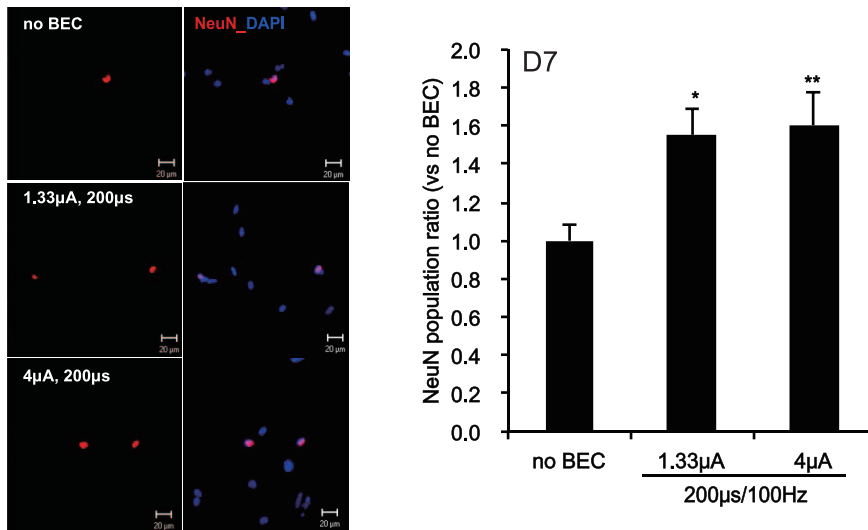 no BEC
NeuN_DAPI
20 µm
20 µm
1.33µA, 200µs
20 µm
20 µm
4µA, 200µs
20 µm
20 µm
D7
NeuN population ratio (vs no BEC)
2.0
1.8
1.6
1.4
1.2
1.0
0.8
0.6
0.4
0.2
0.0
*
**
no BEC
1.33µA
4µA
200µs/100Hz